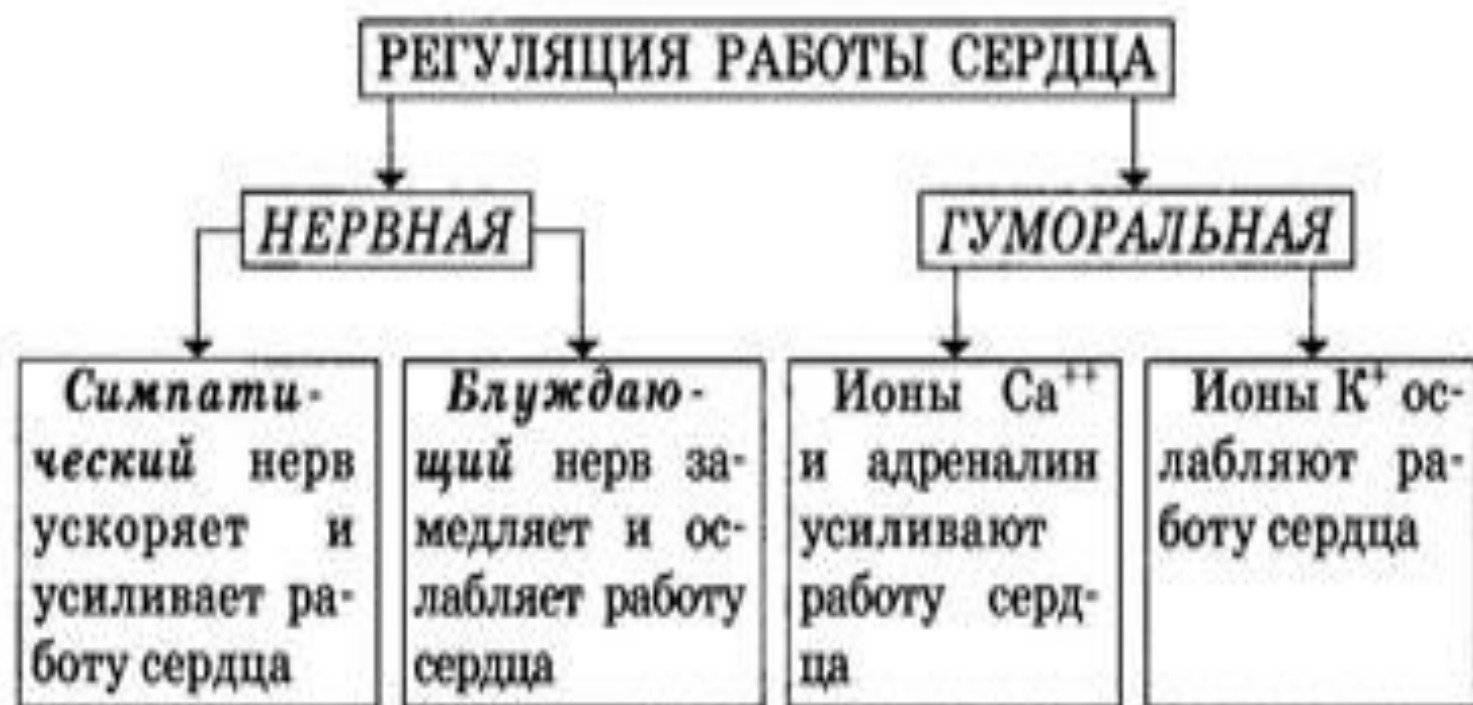 РЕГУЛЯЦИЯ РАБОТЫ СЕРДЦА
НЕРВНАЯ
ГУМОРАЛЬНАЯ
Симпати-
ческий нерв
ускоряет и
усиливает ра-
боту сердца
Блуждаю-
щий нерв за-
медляет и ос-
лабляет работу
сердца
Ионы Ca⁺⁺
и адреналин
усиливают
работу серд-
ца
Ионы К⁺ ос-
лабляют ра-
боту сердца